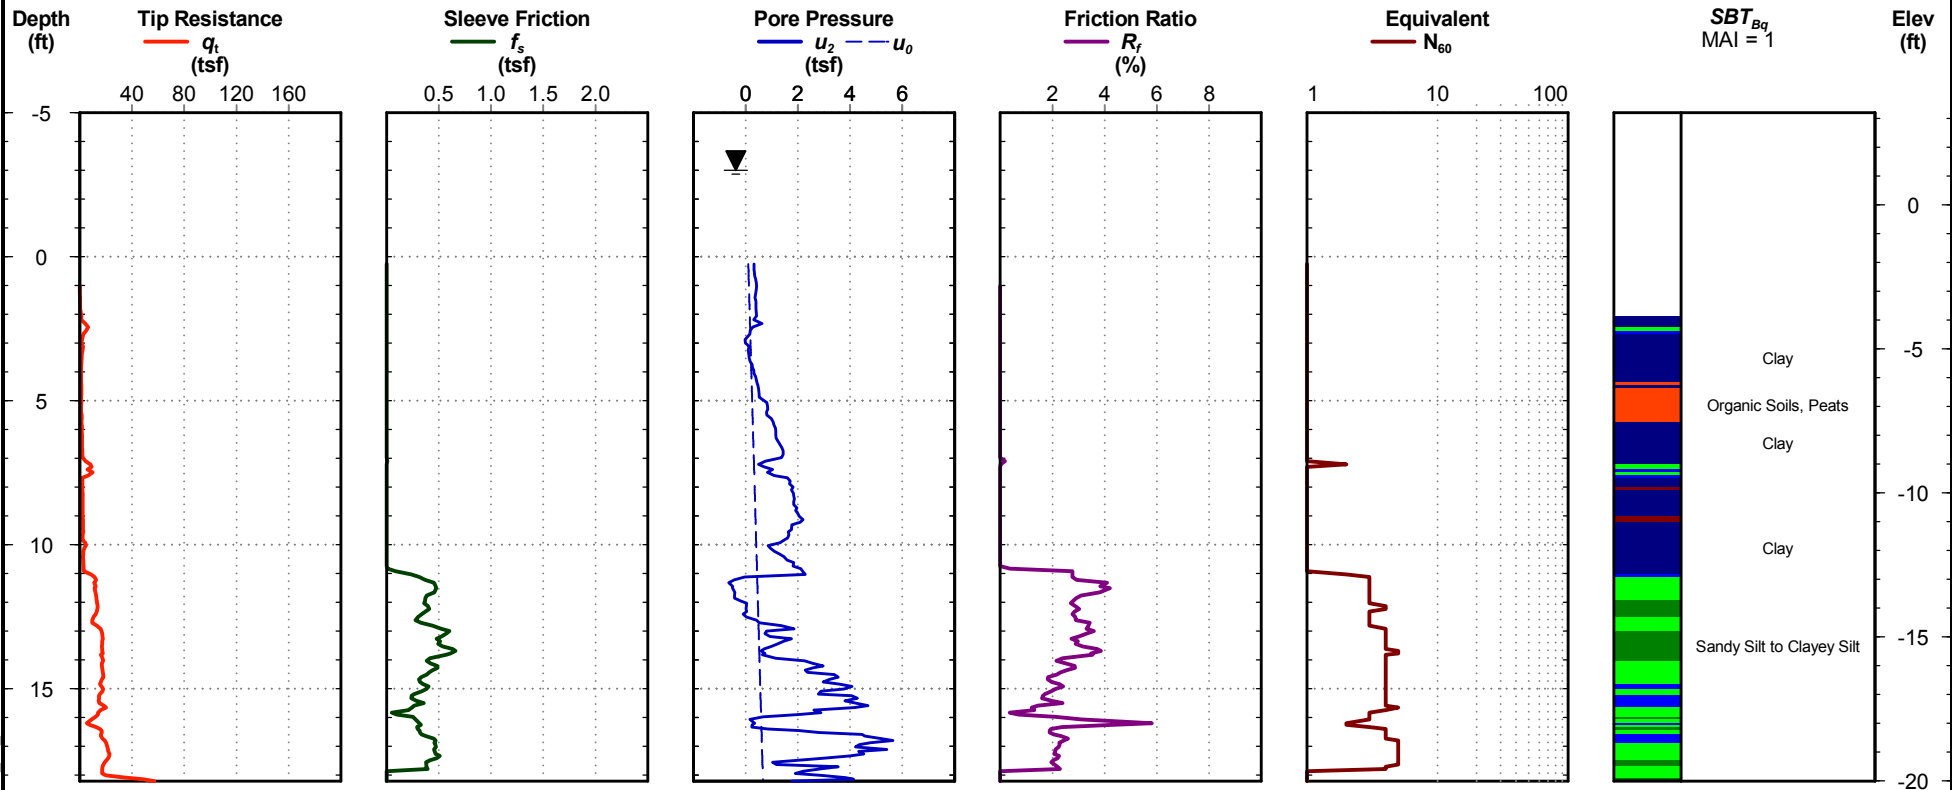 Depth (ft)
Tip Resistance
qt
(tsf)
Sleeve Friction
fs
(tsf)
Pore Pressure
u2 u0
(tsf)
Friction Ratio
Rf
(%)
Equivalent
N60
SBTBq
MAI = 1
Elev (ft)
40 80 120 160
0.5 1.0 1.5 2.0
0 2 4 6
2 4 6 8
1 10 100
-5
0
5
10
15
0
-5
-10
-15
-20
Clay
Organic Soils, Peats
Clay
Clay
Sandy Silt to Clayey Silt